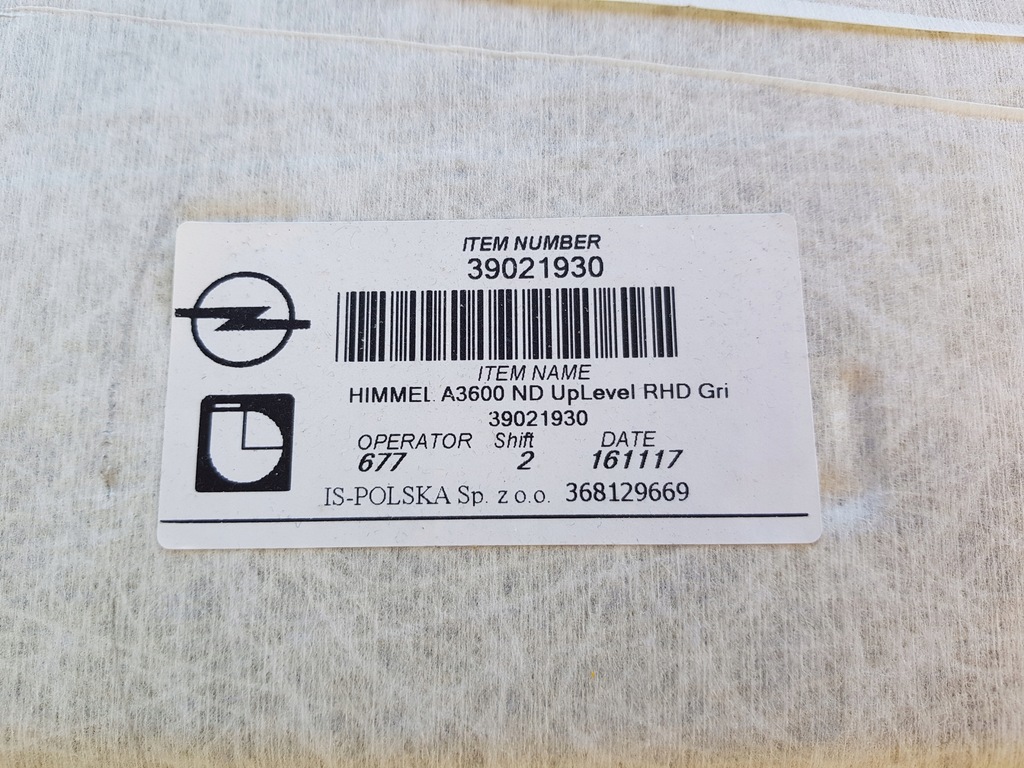 ITEM NUMBER
39021930
ITEM NAME
HIMMEL A3600 ND UpLevel RHD Gri
39021930
OPERATOR Shift DATE
677 2 161117
IS-POLSKA Sp. z o.o. 368129669